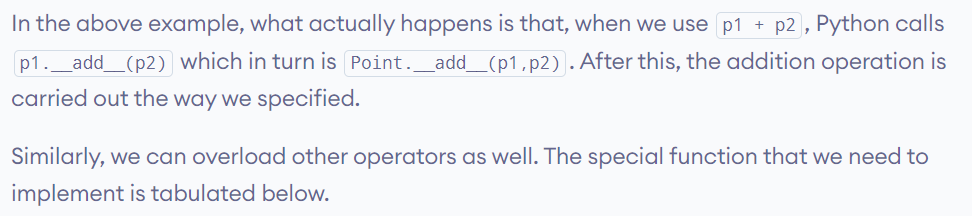 In the above example, what actually happens is that, when we use p1 + p2 , Python calls
p1.__add__(p2) which in turn is Point.__add__(p1,p2) . After this, the addition operation is
carried out the way we specified.
Similarly, we can overload other operators as well. The special function that we need to
implement is tabulated below.